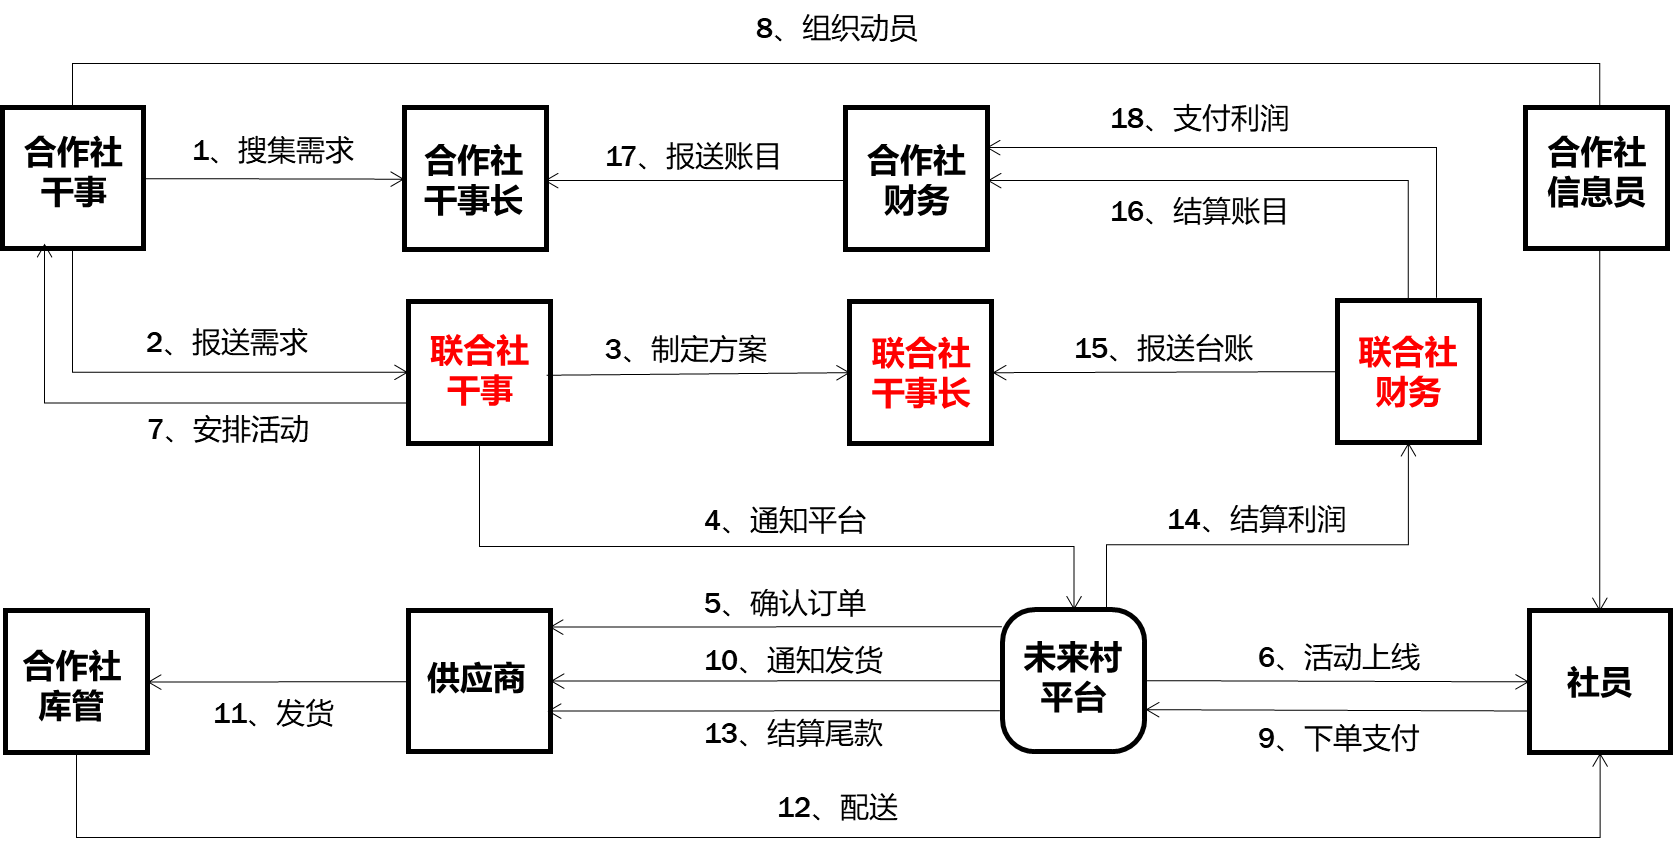 8、组织动员
合作社
干事
1、搜集需求
合作社
干事长
17、报送账目
合作社
财务
18、支付利润
16、结算账目
合作社
信息员
2、报送需求
7、安排活动
联合社
干事
3、制定方案
联合社
干事长
15、报送台账
联合社
财务
4、通知平台
14、结算利润
合作社
库管
11、发货
供应商
5、确认订单
10、通知发货
13、结算尾款
未来村
平台
6、活动上线
9、下单支付
社员
12、配送